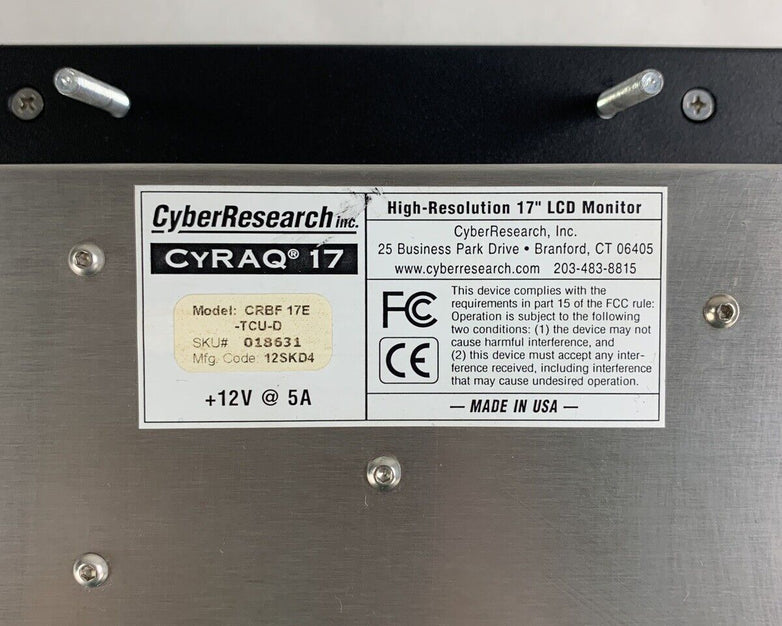 CyberResearch Inc.
CYRAQ® 17
Model: CRBF 17E
-TCU-D
SKU# 018631
Mfg. Code: 12SKD4
+12V @ 5A
High-Resolution 17" LCD Monitor
CyberResearch, Inc.
25 Business Park Drive • Branford, CT 06405
www.cyberresearch.com 203-483-8815
FC
CE
This device complies with the
requirements in part 15 of the FCC rule:
Operation is subject to the following
two conditions: (1) the device may not
cause harmful interference, and
(2) this device must accept any inter-
ference received, including interference
that may cause undesired operation.
— MADE IN USA —